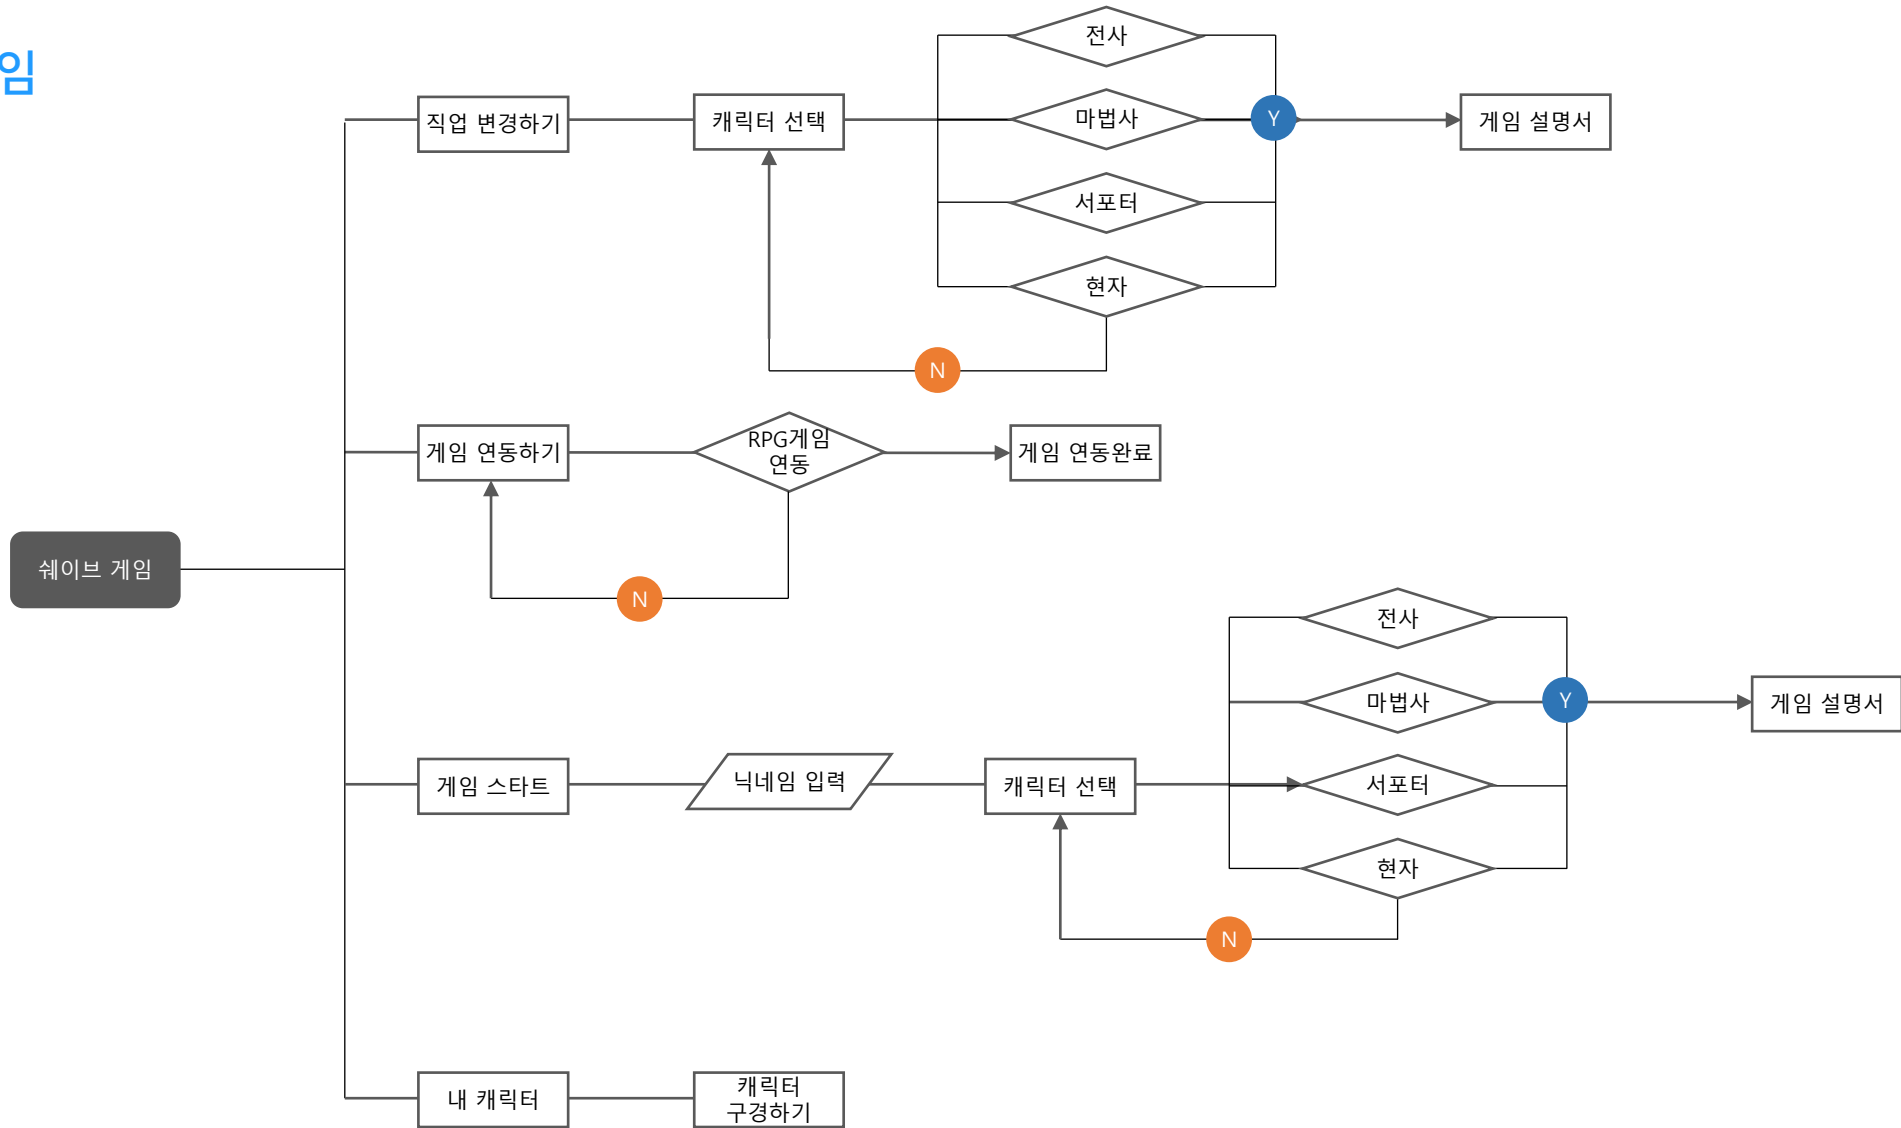 임
전사
직업 변경하기
캐릭터 선택
마법사
Y
게임 설명서
서포터
현자
N
게임 연동하기
RPG게임
연동
게임 연동완료
N
쉐이브 게임
전사
마법사
Y
게임 설명서
게임 스타트
닉네임 입력
캐릭터 선택
서포터
현자
N
내 캐릭터
캐릭터
구경하기